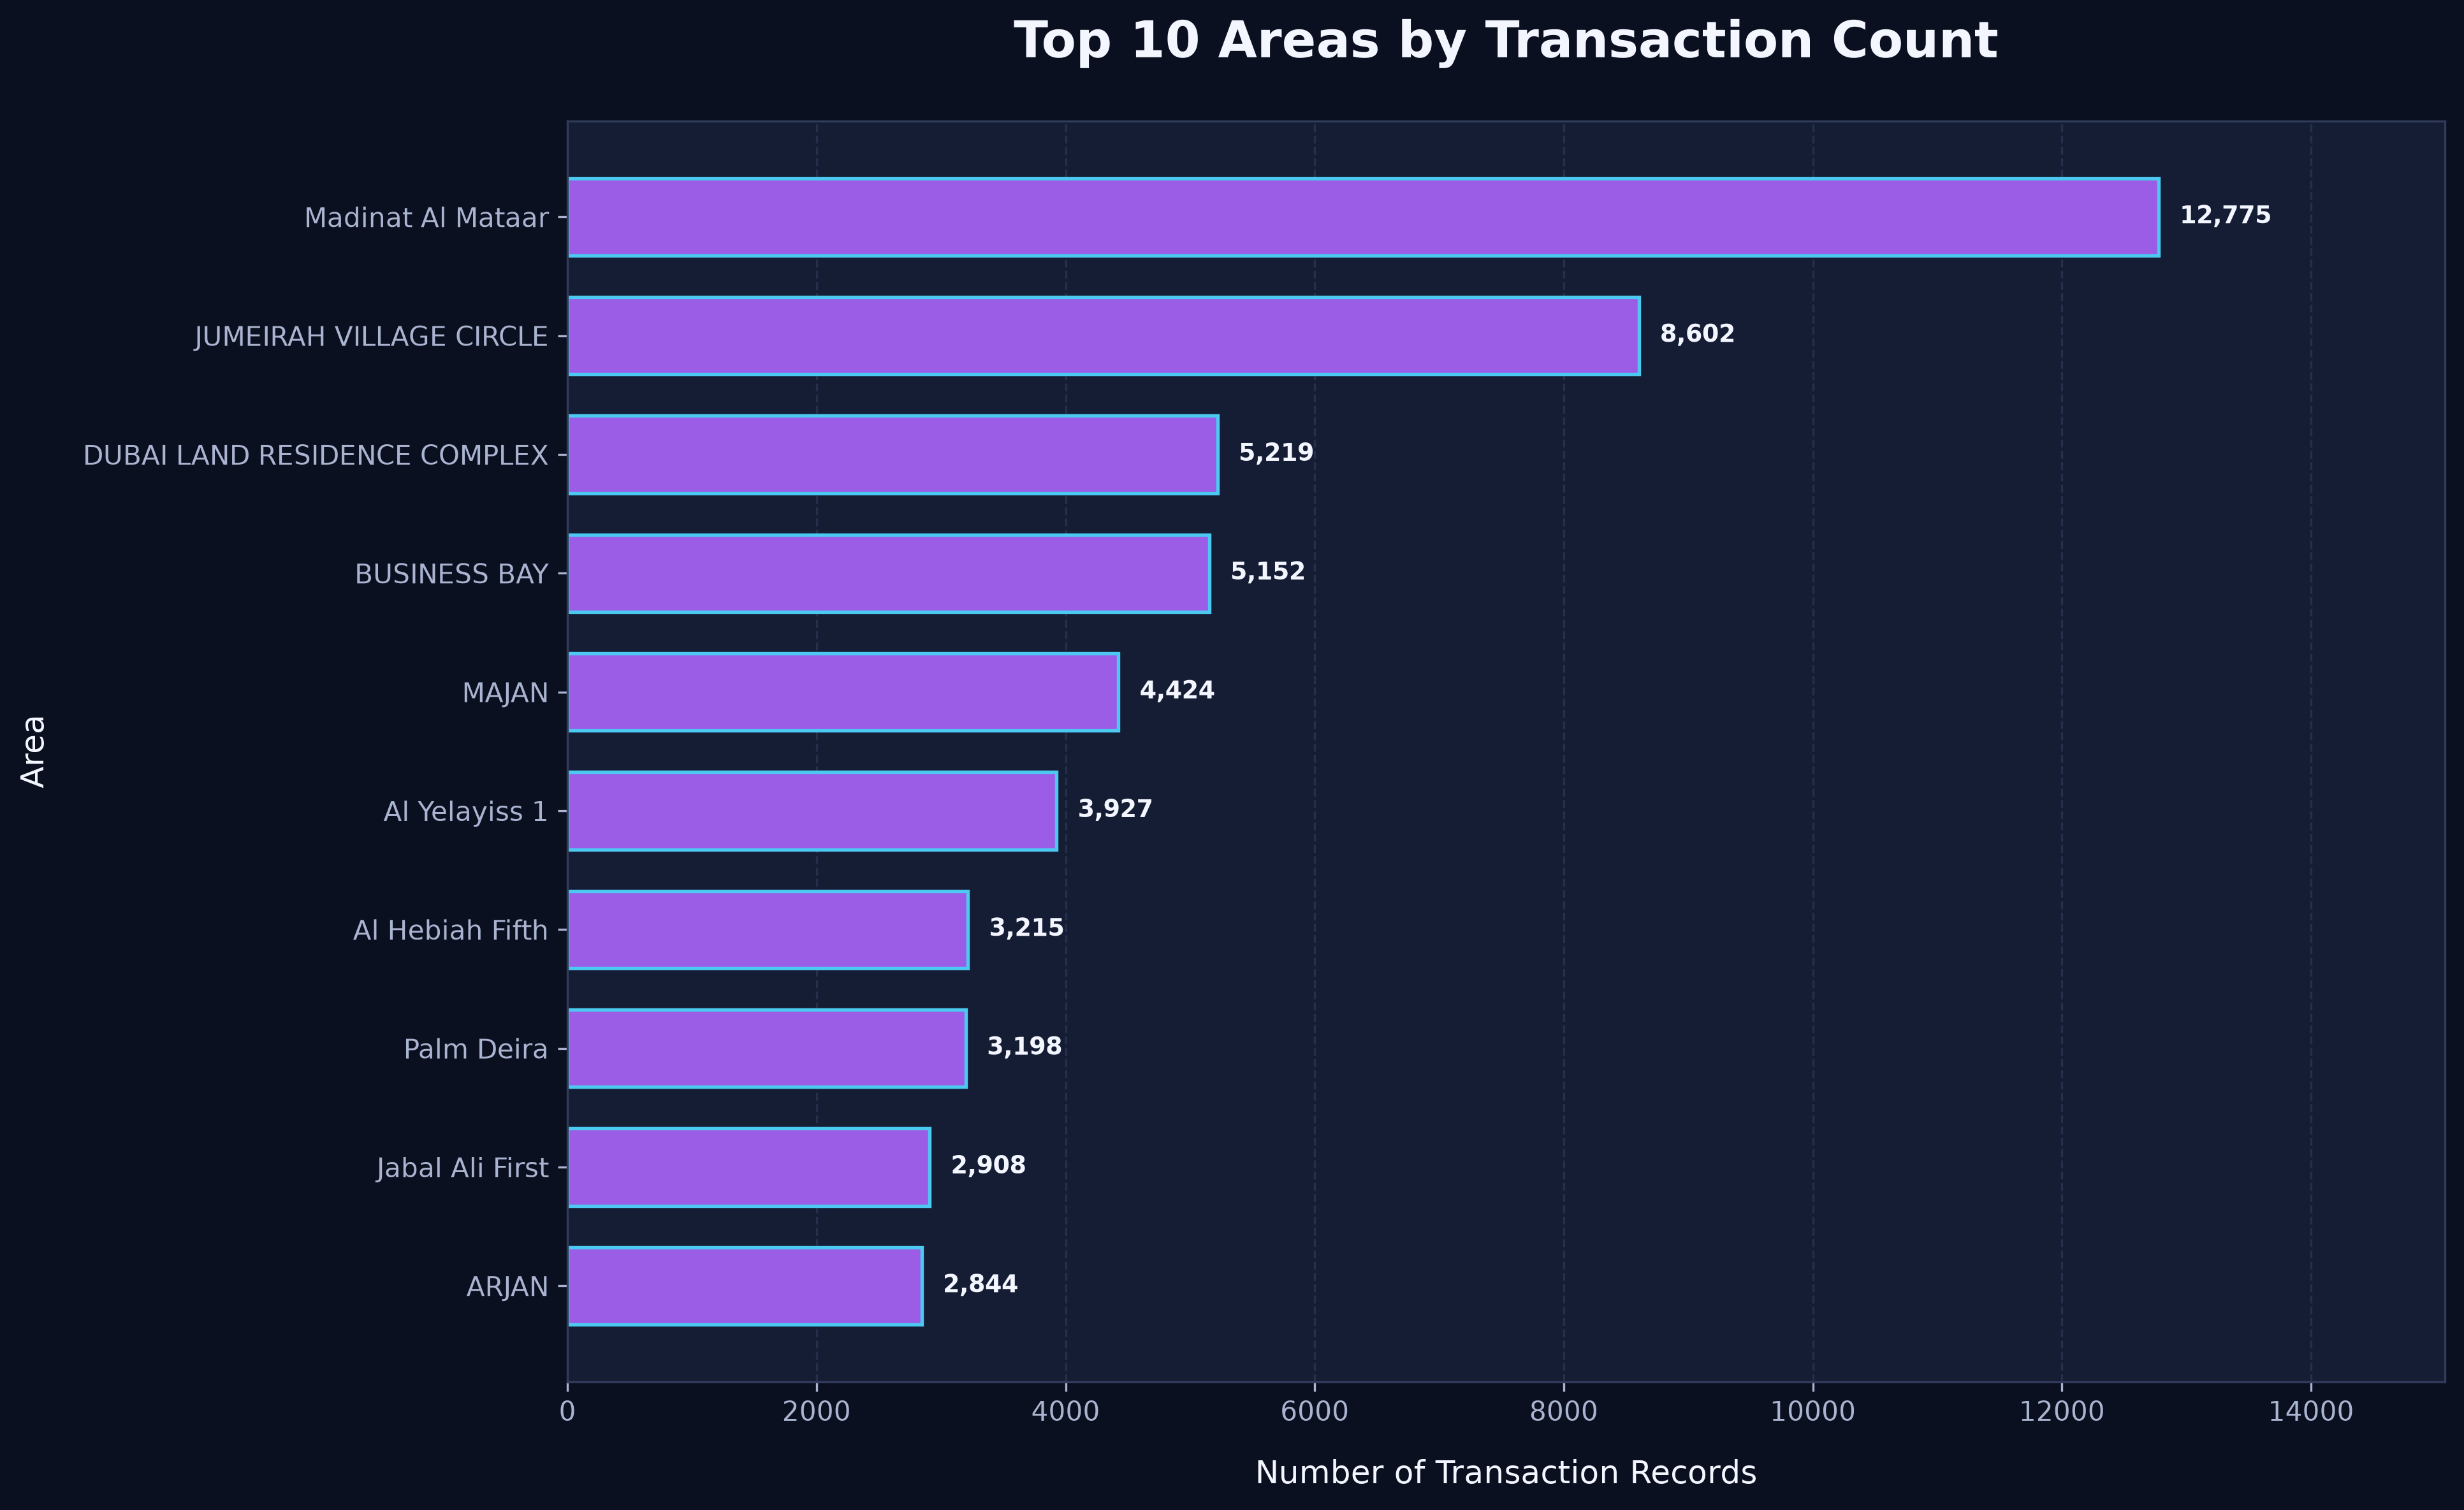 Top 10 Areas by Transaction Count
Madinat Al Mataar
12,775
JUMEIRAH VILLAGE CIRCLE
8,602
DUBAI LAND RESIDENCE COMPLEX
5,219
BUSINESS BAY
5,152
MAJAN
4,424
Area
Al Yelayiss 1
3,927
Al Hebiah Fifth
3,215
Palm Deira
3,198
Jabal Ali First
2,908
ARJAN
2,844
0 2000 4000 6000 8000 10000 12000 14000
Number of Transaction Records